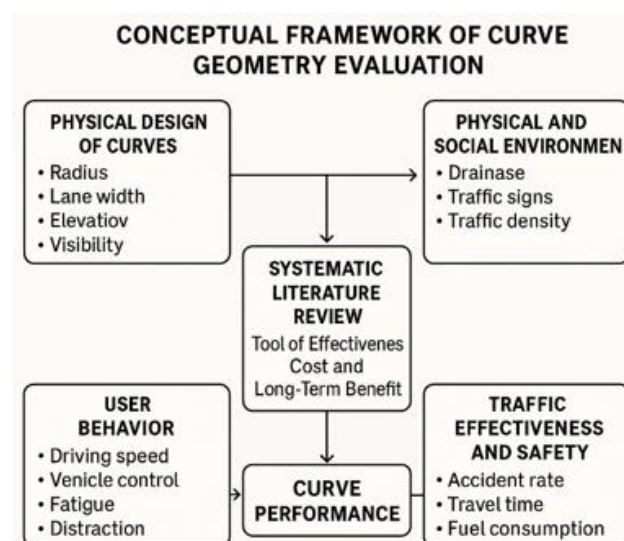 CONCEPTUAL FRAMEWORK OF CURVE
GEOMETRY EVALUATION
PHYSICAL DESIGN
OF CURVES
• Radius
• Lane width
• Elevatiov
• Visibility
PHYSICAL AND
SOCIAL ENVIRONMEN
• Drainase
• Traffic signs
• Traffic density
SYSTEMATIC
LITERATURE
REVIEW
Tool of Effectivenes
Cost and
Long-Term Benefit
USER
BEHAVIOR
• Driving speed
• Venicle control
• Fatigue
• Distraction
CURVE
PERFORMANCE
TRAFFIC
EFFECTIVENESS
AND SAFETY
• Accident rate
• Travel time
• Fuel consumption